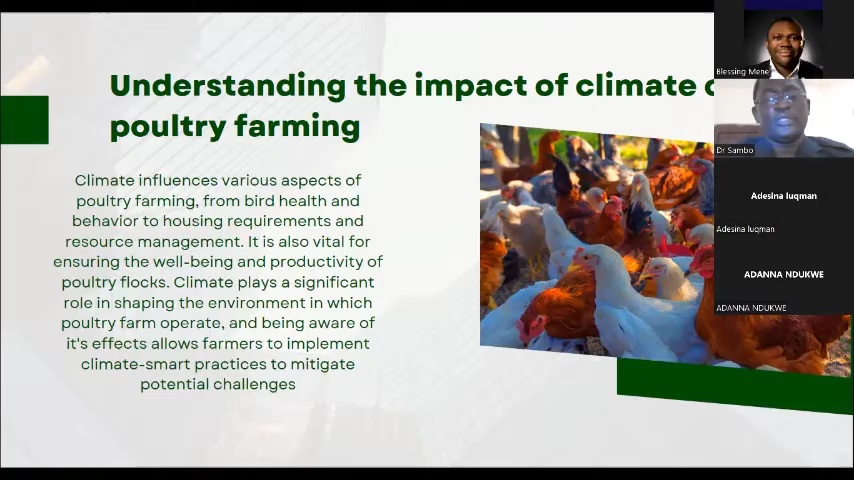 Understanding the impact of climate
poultry farming
Climate influences various aspects of
poultry farming, from bird health and
behavior to housing requirements and
resource management. It is also vital for
ensuring the well-being and productivity of
poultry flocks. Climate plays a significant
role in shaping the environment in which
poultry farm operate, and being aware of
it's effects allows farmers to implement
climate-smart practices to mitigate
potential challenges
Blessing Mene
Dr Sambo
Adesina luqman
Adesina luqman
ADANNA NDUKWE
ADANNA NDUKWE